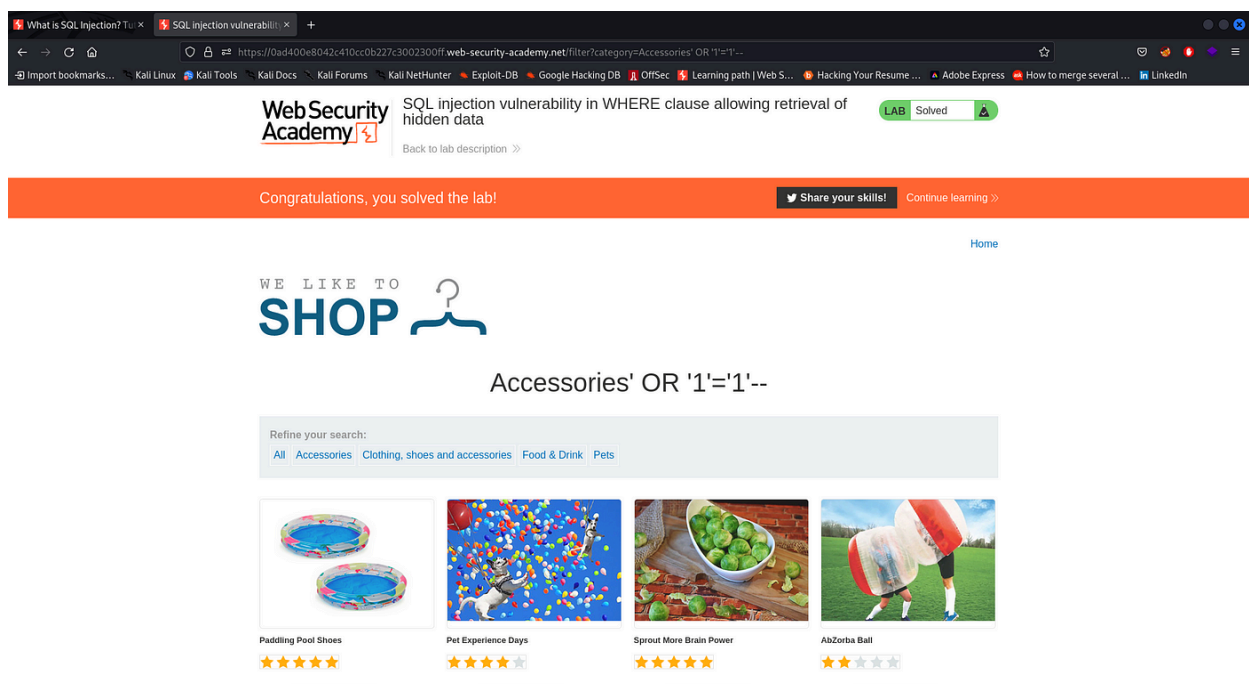 What is SQL Injection? Tu
SQL injection vulnerabilit
https://0ad400e8042c410cc0b227c3002300ff.web-security-academy.net/filter?category=Accessories' OR '1'='1'--
Import bookmarks... Kali Linux Kali Tools Kali Docs Kali Forums Kali NetHunter Exploit-DB Google Hacking DB OffSec Learning path | Web S... Hacking Your Resume ... Adobe Express How to merge several ... LinkedIn
Web Security
Academy
SQL injection vulnerability in WHERE clause allowing retrieval of
hidden data
LAB Solved
Back to lab description
Congratulations, you solved the lab!
Share your skills!
Continue learning
Home
WE LIKE TO
SHOP
Accessories' OR '1'='1'--
Refine your search:
All Accessories Clothing, shoes and accessories Food & Drink Pets
Paddling Pool Shoes
Pet Experience Days
Sprout More Brain Power
AbZorba Ball